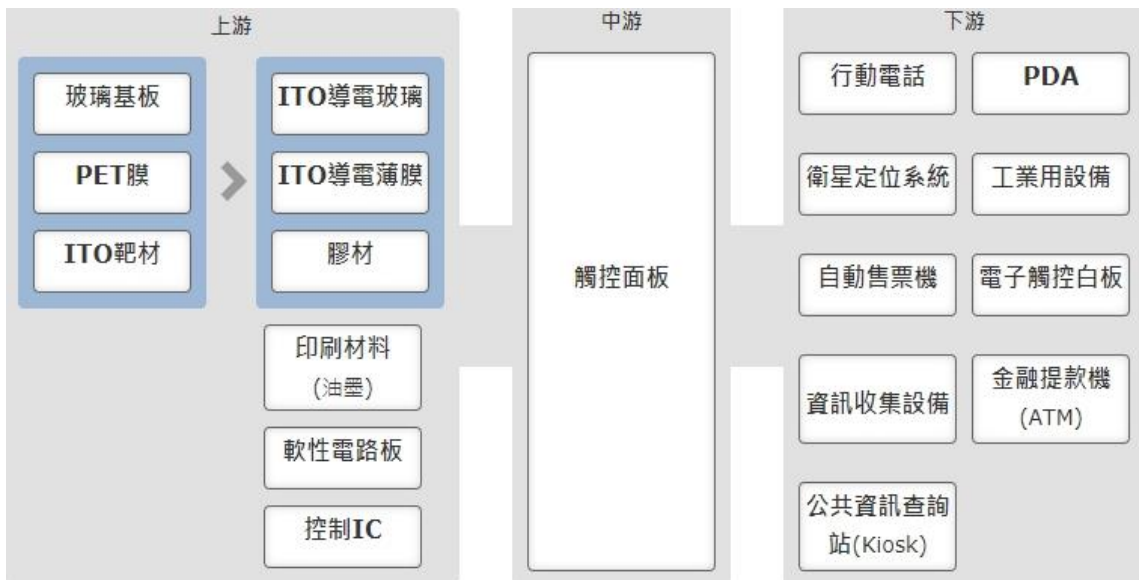 上游
玻璃基板
PET膜
ITO靶材
ITO導電玻璃
ITO導電薄膜
膠材
印刷材料
(油墨)
軟性電路板
控制IC
中游
觸控面板
下游
行動電話
PDA
衛星定位系統
工業用設備
自動售票機
電子觸控白板
資訊收集設備
金融提款機
(ATM)
公共資訊查詢
站(Kiosk)